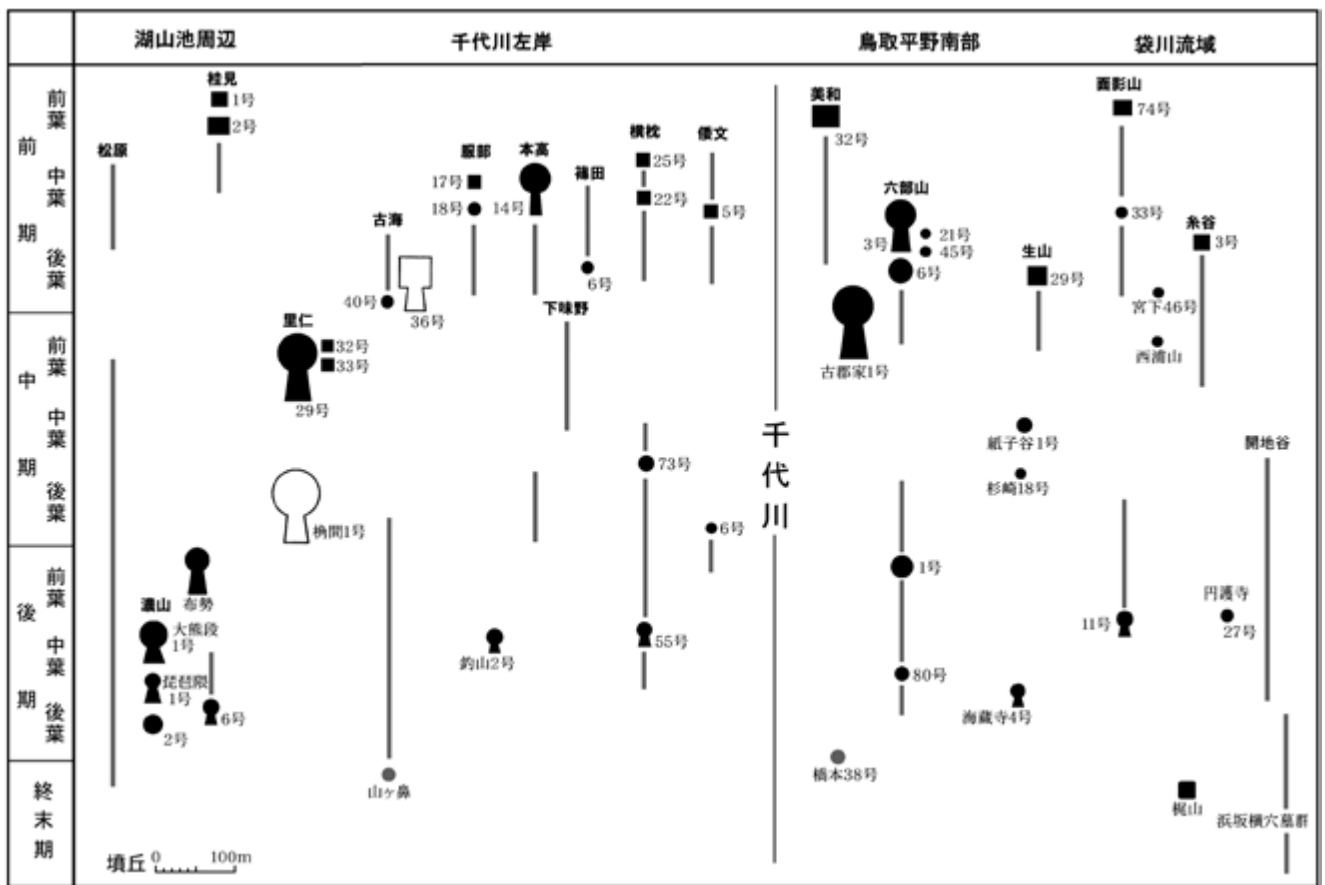 湖山池周辺
千代川左岸
鳥取平野南部
袋川流域
前期
前葉
中葉
後葉
中期
前葉
中葉
後葉
後期
前葉
中葉
後葉
終末期
松原
桂見
1号
2号
里仁
32号
33号
29号
桷間1号
布勢
濃山
大熊段
1号
琵琶隈
1号
2号
6号
古海
40号
36号
服部
17号
18号
本高
14号
篠田
6号
横枕
25号
22号
倭文
5号
下味野
73号
6号
釣山2号
55号
山ヶ鼻
千代川
美和
32号
六部山
3号
21号
45号
6号
古郡家1号
生山
29号
紙子谷1号
杉崎18号
1号
80号
海蔵寺4号
橋本38号
面影山
74号
33号
糸谷
3号
宮下46号
西浦山
開地谷
11号
円護寺
27号
梶山
浜坂横穴墓群
墳丘 0 100m